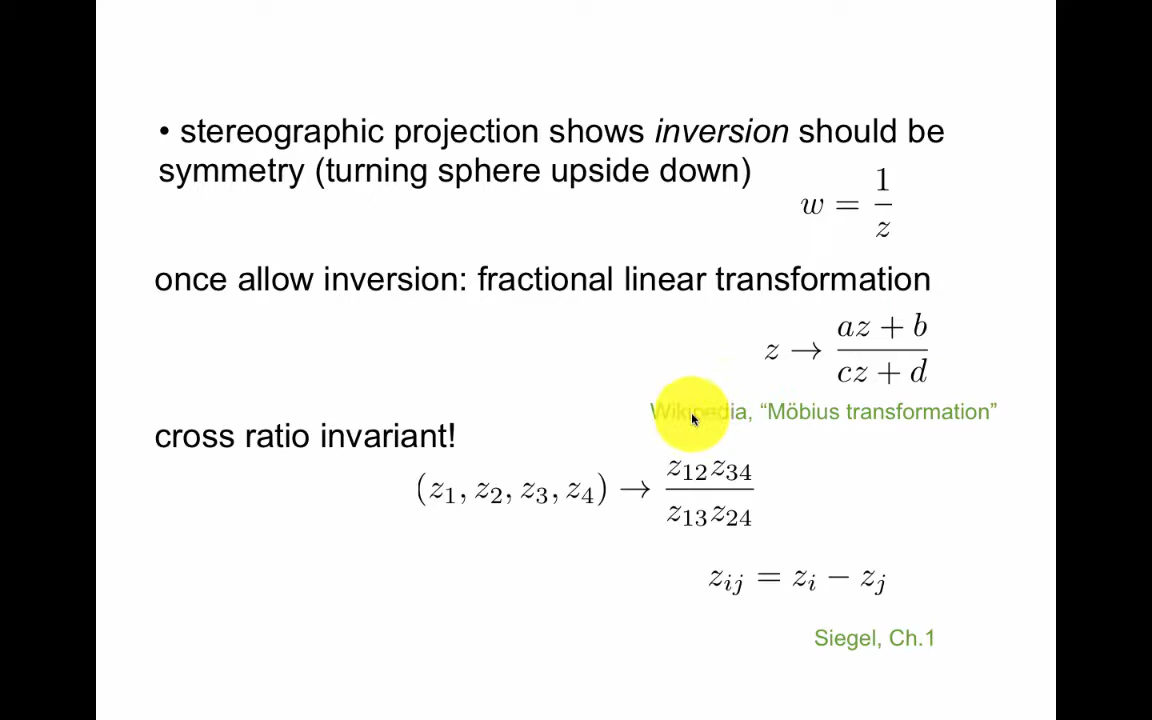 • stereographic projection shows inversion should be
symmetry (turning sphere upside down)
w = 1/z
once allow inversion: fractional linear transformation
z → (az + b)/(cz + d)
Wikipedia, “Möbius transformation”
cross ratio invariant!
(z₁, z₂, z₃, z₄) → (z₁₂z₃₄)/(z₁₃z₂₄)
zᵢⱼ = zᵢ − zⱼ
Siegel, Ch.1